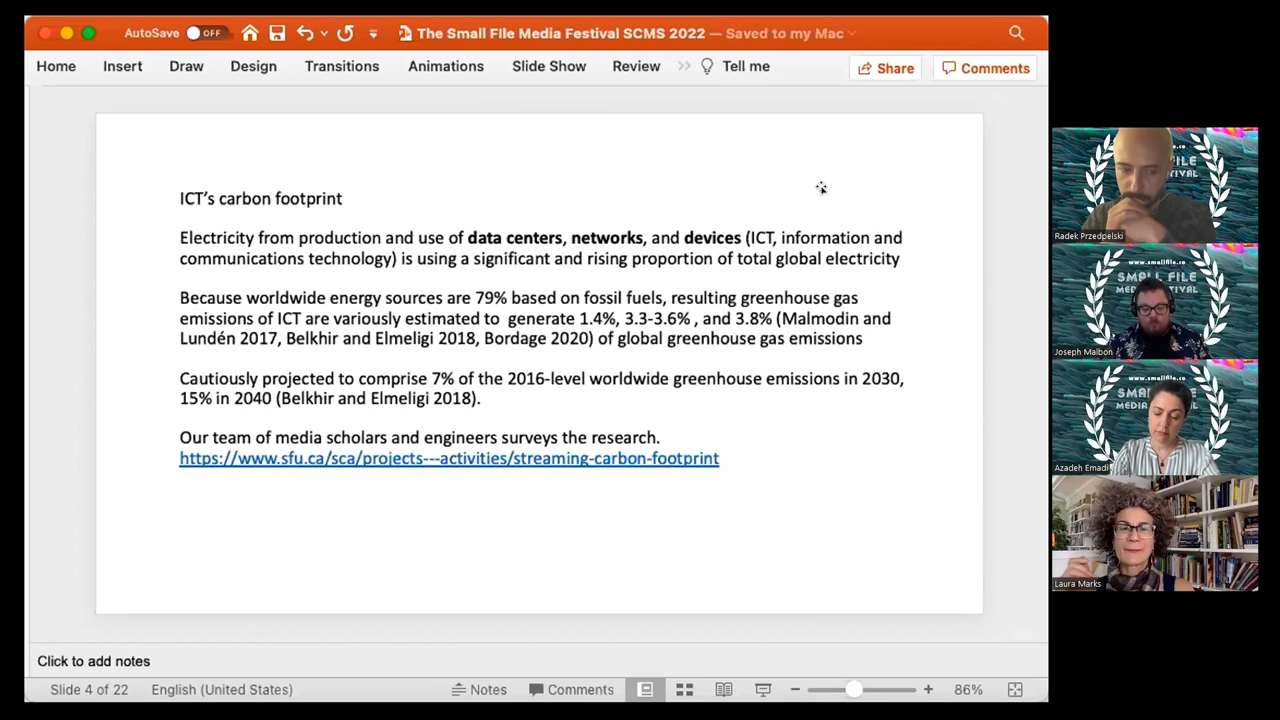 AutoSave OFF
The Small FIle Media Festival SCMS 2022 — Saved to my Mac
Home Insert Draw Design Transitions Animations Slide Show Review Tell me Share Comments
ICT's carbon footprint
Electricity from production and use of data centers, networks, and devices (ICT, information and
communications technology) is using a significant and rising proportion of total global electricity
Because worldwide energy sources are 79% based on fossil fuels, resulting greenhouse gas
emissions of ICT are variously estimated to generate 1.4%, 3.3-3.6% , and 3.8% (Malmodin and
Lundén 2017, Belkhir and Elmeligi 2018, Bordage 2020) of global greenhouse gas emissions
Cautiously projected to comprise 7% of the 2016-level worldwide greenhouse emissions in 2030,
15% in 2040 (Belkhir and Elmeligi 2018).
Our team of media scholars and engineers surveys the research.
https://www.sfu.ca/sca/projects---activities/streaming-carbon-footprint
Click to add notes
Slide 4 of 22 English (United States) Notes Comments 86%
Radek Przedpelski
www.smallfile
SMALL FILE
Joseph Malbon
www.smallfile.ca
Azadeh Emadi
Laura Marks